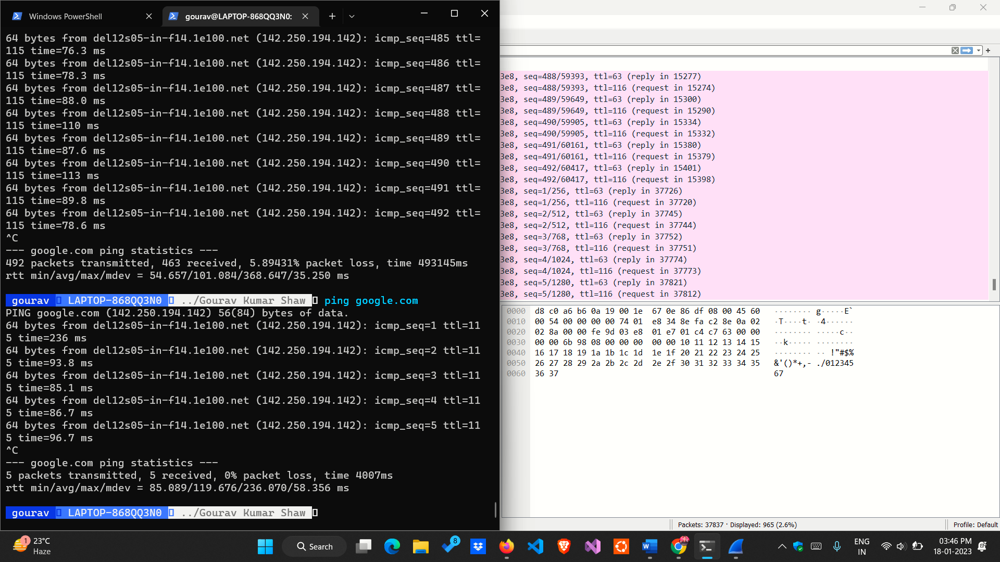 Windows PowerShell
gourav@LAPTOP-868QQ3N0:
64 bytes from del12s05-in-f14.1e100.net (142.250.194.142): icmp_seq=485 ttl=
115 time=76.3 ms
64 bytes from del12s05-in-f14.1e100.net (142.250.194.142): icmp_seq=486 ttl=
115 time=78.3 ms
64 bytes from del12s05-in-f14.1e100.net (142.250.194.142): icmp_seq=487 ttl=
115 time=88.0 ms
64 bytes from del12s05-in-f14.1e100.net (142.250.194.142): icmp_seq=488 ttl=
115 time=110 ms
64 bytes from del12s05-in-f14.1e100.net (142.250.194.142): icmp_seq=489 ttl=
115 time=87.6 ms
64 bytes from del12s05-in-f14.1e100.net (142.250.194.142): icmp_seq=490 ttl=
115 time=113 ms
64 bytes from del12s05-in-f14.1e100.net (142.250.194.142): icmp_seq=491 ttl=
115 time=89.8 ms
64 bytes from del12s05-in-f14.1e100.net (142.250.194.142): icmp_seq=492 ttl=
115 time=78.6 ms
^C
--- google.com ping statistics ---
492 packets transmitted, 463 received, 5.89431% packet loss, time 493145ms
rtt min/avg/max/mdev = 54.657/101.084/368.647/35.250 ms
gourav LAPTOP-868QQ3N0 ../Gourav Kumar Shaw ping google.com
PING google.com (142.250.194.142) 56(84) bytes of data.
64 bytes from del12s05-in-f14.1e100.net (142.250.194.142): icmp_seq=1 ttl=11
5 time=236 ms
64 bytes from del12s05-in-f14.1e100.net (142.250.194.142): icmp_seq=2 ttl=11
5 time=93.8 ms
64 bytes from del12s05-in-f14.1e100.net (142.250.194.142): icmp_seq=3 ttl=11
5 time=85.1 ms
64 bytes from del12s05-in-f14.1e100.net (142.250.194.142): icmp_seq=4 ttl=11
5 time=86.7 ms
64 bytes from del12s05-in-f14.1e100.net (142.250.194.142): icmp_seq=5 ttl=11
5 time=96.7 ms
^C
--- google.com ping statistics ---
5 packets transmitted, 5 received, 0% packet loss, time 4007ms
rtt min/avg/max/mdev = 85.089/119.676/236.070/58.356 ms
gourav LAPTOP-868QQ3N0 ../Gourav Kumar Shaw
3e8, seq=488/59393, ttl=63 (reply in 15277)
3e8, seq=488/59393, ttl=116 (request in 15274)
3e8, seq=489/59649, ttl=63 (reply in 15300)
3e8, seq=489/59649, ttl=116 (request in 15290)
3e8, seq=490/59905, ttl=63 (reply in 15334)
3e8, seq=490/59905, ttl=116 (request in 15332)
3e8, seq=491/60161, ttl=63 (reply in 15380)
3e8, seq=491/60161, ttl=116 (request in 15379)
3e8, seq=492/60417, ttl=63 (reply in 15401)
3e8, seq=492/60417, ttl=116 (request in 15398)
3e8, seq=1/256, ttl=63 (reply in 37726)
3e8, seq=1/256, ttl=116 (request in 37720)
3e8, seq=2/512, ttl=63 (reply in 37745)
3e8, seq=2/512, ttl=116 (request in 37744)
3e8, seq=3/768, ttl=63 (reply in 37752)
3e8, seq=3/768, ttl=116 (request in 37751)
3e8, seq=4/1024, ttl=63 (reply in 37774)
3e8, seq=4/1024, ttl=116 (request in 37773)
3e8, seq=5/1280, ttl=63 (reply in 37821)
3e8, seq=5/1280, ttl=116 (request in 37812)
0000 d8 c0 a6 b6 0a 19 00 1e 67 0e 86 df 08 00 45 60 ········ g·····E`
0010 00 54 00 00 00 00 74 01 e8 34 8e fa c2 8e 0a 02 ·T····t· ·4······
0020 02 8a 00 00 fe 9d 03 e8 01 e7 01 c4 c7 63 00 00 ········ ·····c··
0030 00 00 6b 98 08 00 00 00 00 00 10 11 12 13 14 15 ··k····· ········
0040 16 17 18 19 1a 1b 1c 1d 1e 1f 20 21 22 23 24 25 ········ ·· !"#$%
0050 26 27 28 29 2a 2b 2c 2d 2e 2f 30 31 32 33 34 35 &'()*+,- ./012345
0060 36 37 67
Packets: 37837 · Displayed: 965 (2.6%)
Profile: Default
1
23°C
Haze
Search
8
ENG
IN
03:46 PM
18-01-2023